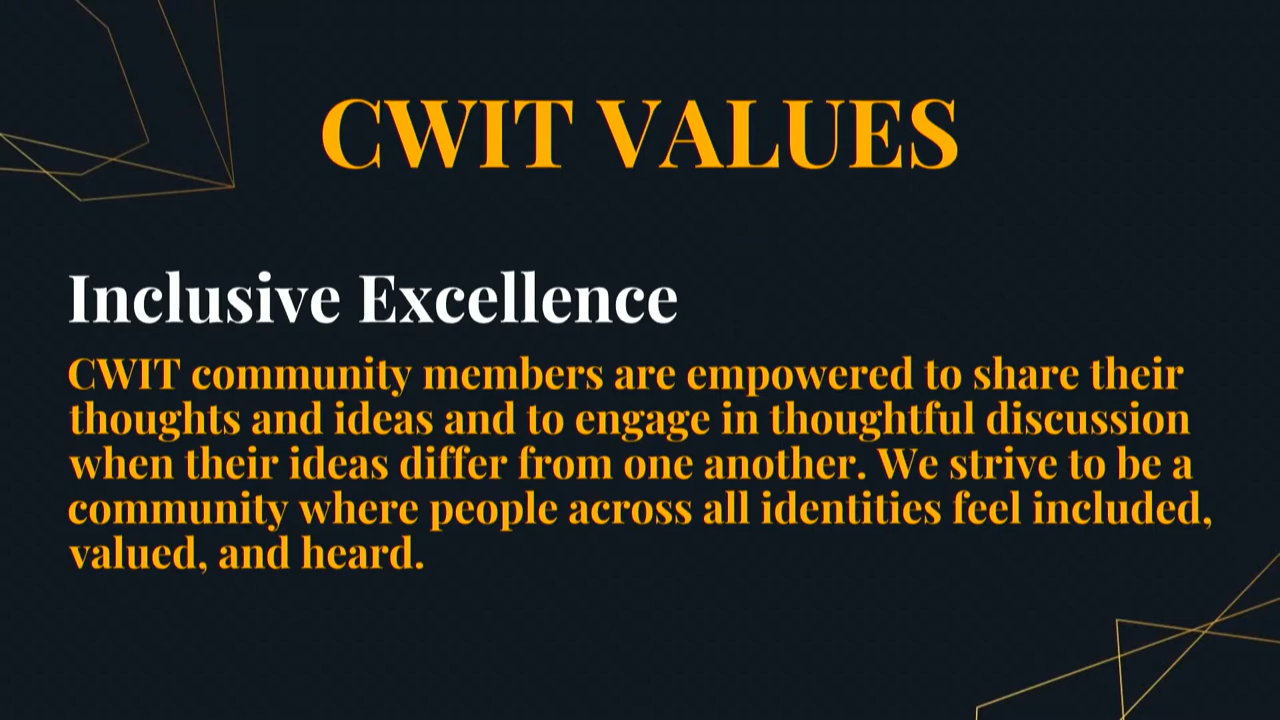 CWIT VALUES
Inclusive Excellence
CWIT community members are empowered to share their
thoughts and ideas and to engage in thoughtful discussion
when their ideas differ from one another. We strive to be a
community where people across all identities feel included,
valued, and heard.